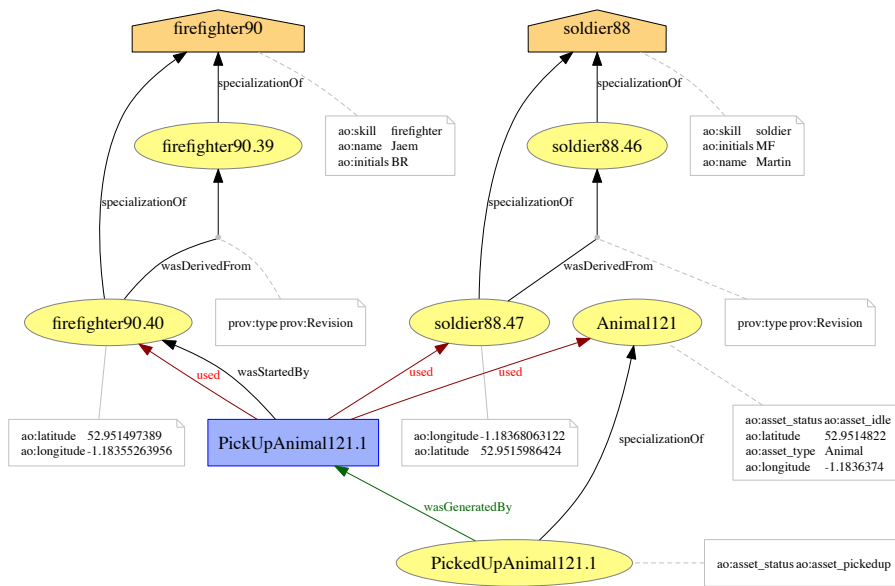 firefighter90
soldier88
specializationOf
specializationOf
ao:skill firefighter
ao:name Jaem
ao:initials BR
ao:skill soldier
ao:initials MF
ao:name Martin
firefighter90.39
soldier88.46
specializationOf
specializationOf
wasDerivedFrom
wasDerivedFrom
firefighter90.40
prov:type prov:Revision
soldier88.47
Animal121
prov:type prov:Revision
used
wasStartedBy
used
used
ao:latitude 52.951497389
ao:longitude -1.18355263956
PickUpAnimal121.1
ao:longitude -1.18368063122
ao:latitude 52.9515986424
specializationOf
ao:asset_status ao:asset_idle
ao:latitude 52.9514822
ao:asset_type Animal
ao:longitude -1.1836374
wasGeneratedBy
PickedUpAnimal121.1
ao:asset_status ao:asset_pickedup